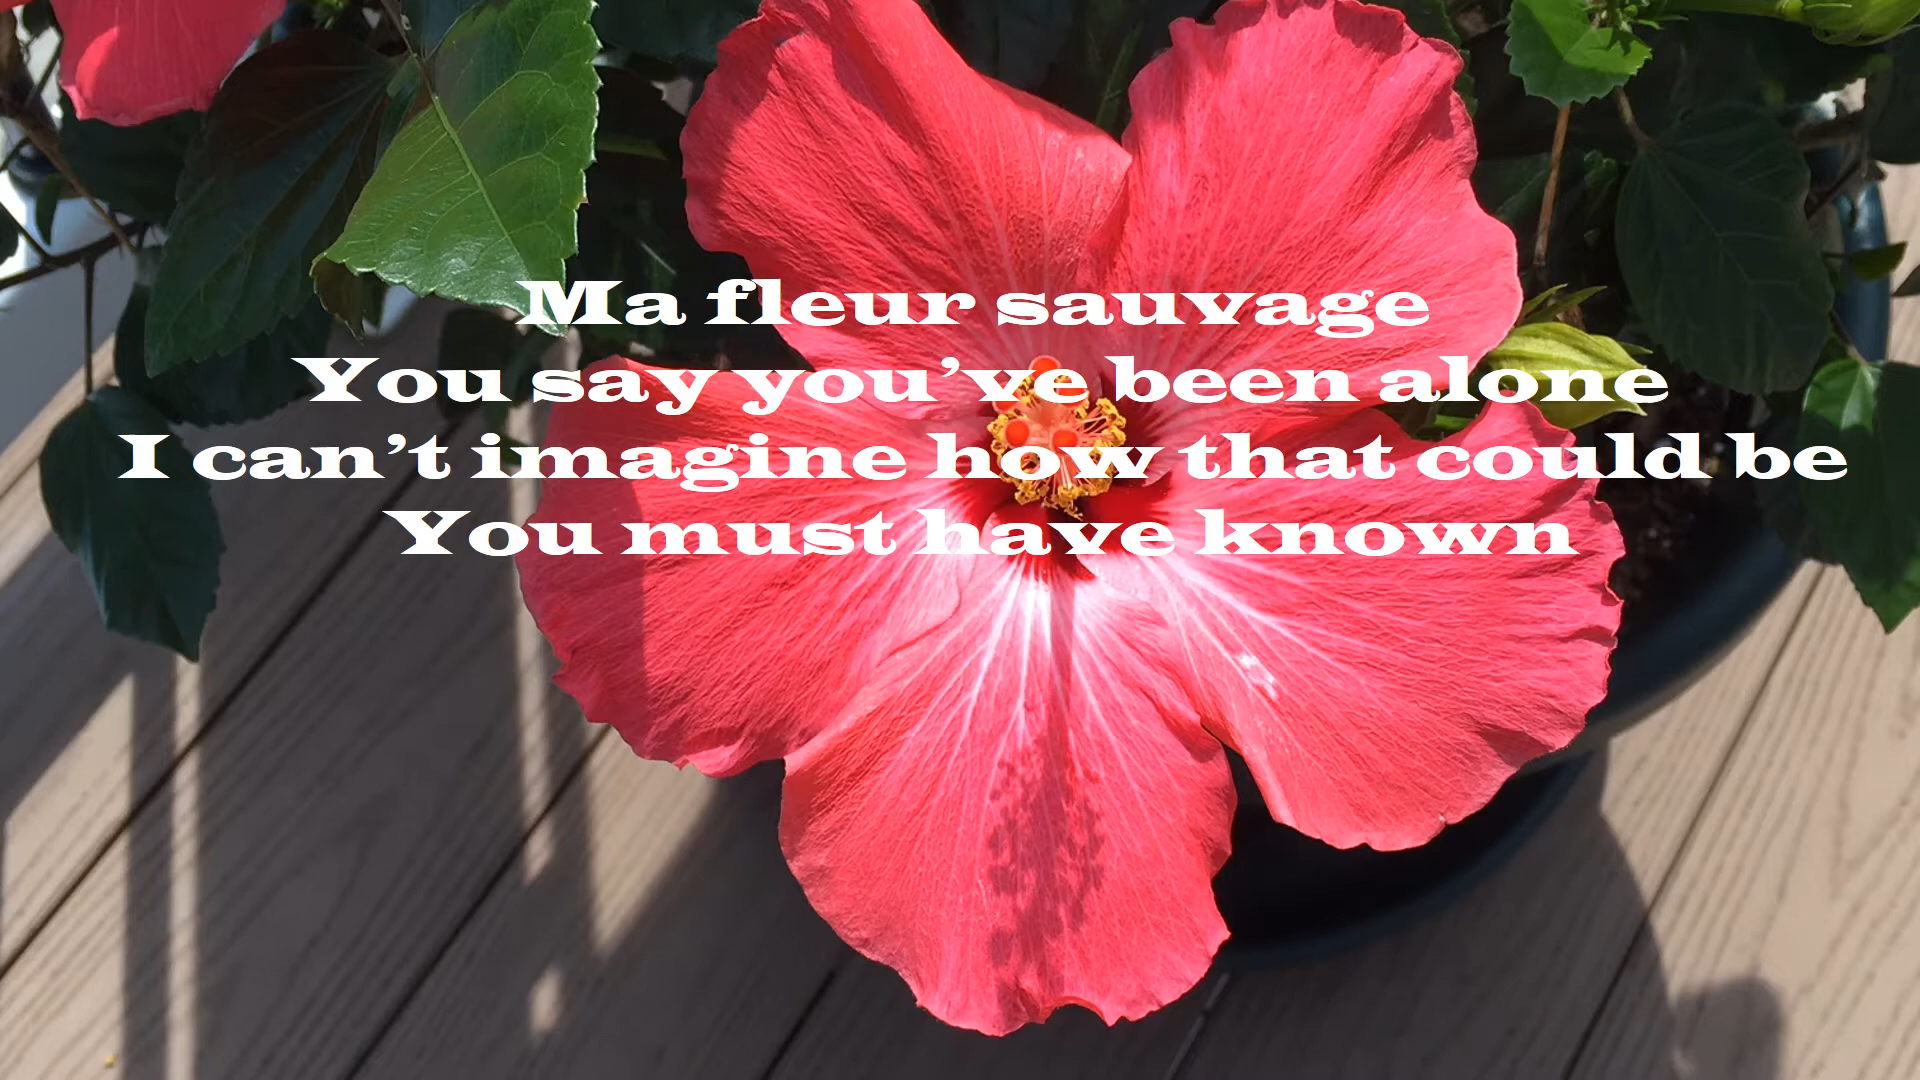 Ma fleur sauvage
You say you’ve been alone
I can’t imagine how that could be
You must have known